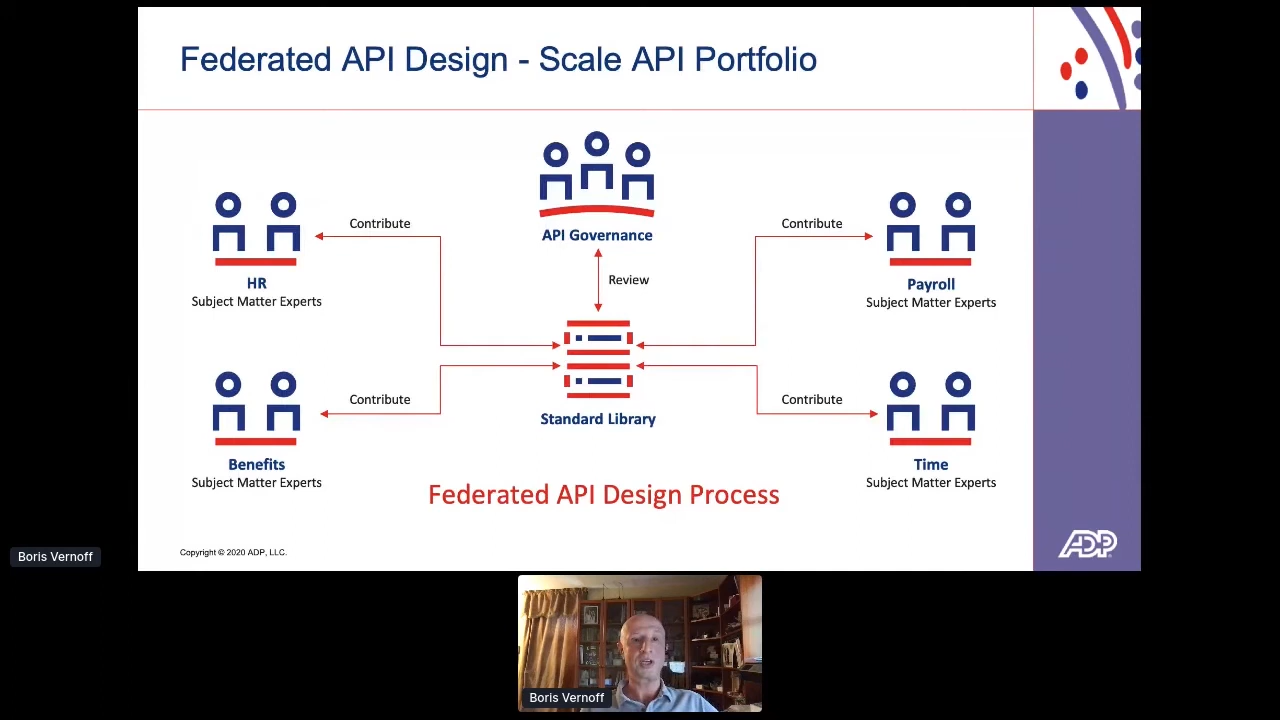 Federated API Design - Scale API Portfolio
API Governance
Review
Contribute
HR
Subject Matter Experts
Contribute
Payroll
Subject Matter Experts
Standard Library
Contribute
Benefits
Subject Matter Experts
Contribute
Time
Subject Matter Experts
Federated API Design Process
Copyright © 2020 ADP, LLC.
ADP
Boris Vernoff
Boris Vernoff